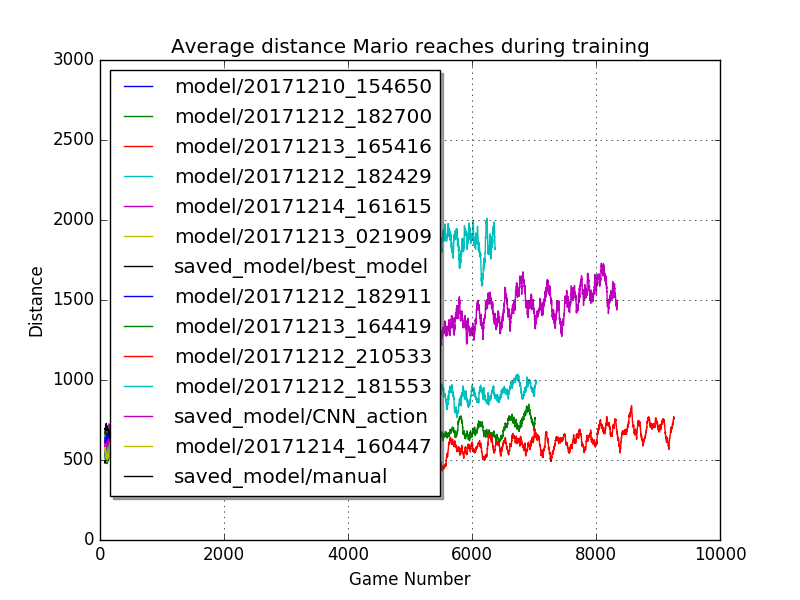 Average distance Mario reaches during training
3000
2500
2000
1500
1000
500
0
Distance
model/20171210_154650
model/20171212_182700
model/20171213_165416
model/20171212_182429
model/20171214_161615
model/20171213_021909
saved_model/best_model
model/20171212_182911
model/20171213_164419
model/20171212_210533
model/20171212_181553
saved_model/CNN_action
model/20171214_160447
saved_model/manual
0 2000 4000 6000 8000 10000
Game Number